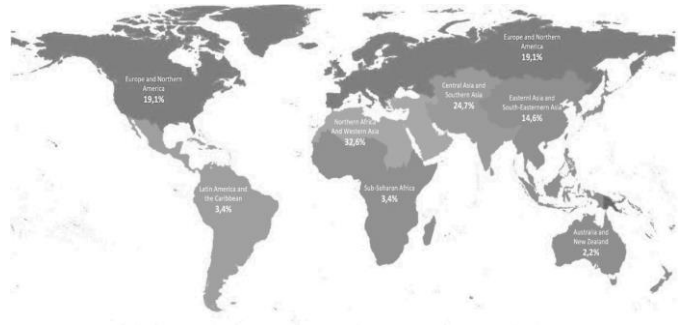 Europe and Northern
America
19,1%
Europe and Northern
America
19,1%
Central Asia and
Southern Asia
24,7%
Easternl Asia and
South-Easternern Asia
14,6%
Northern Africa
And Western Asia
32,6%
Latin America and
the Caribbean
3,4%
Sub-Saharan Africa
3,4%
Australia and
New Zealand
2,2%